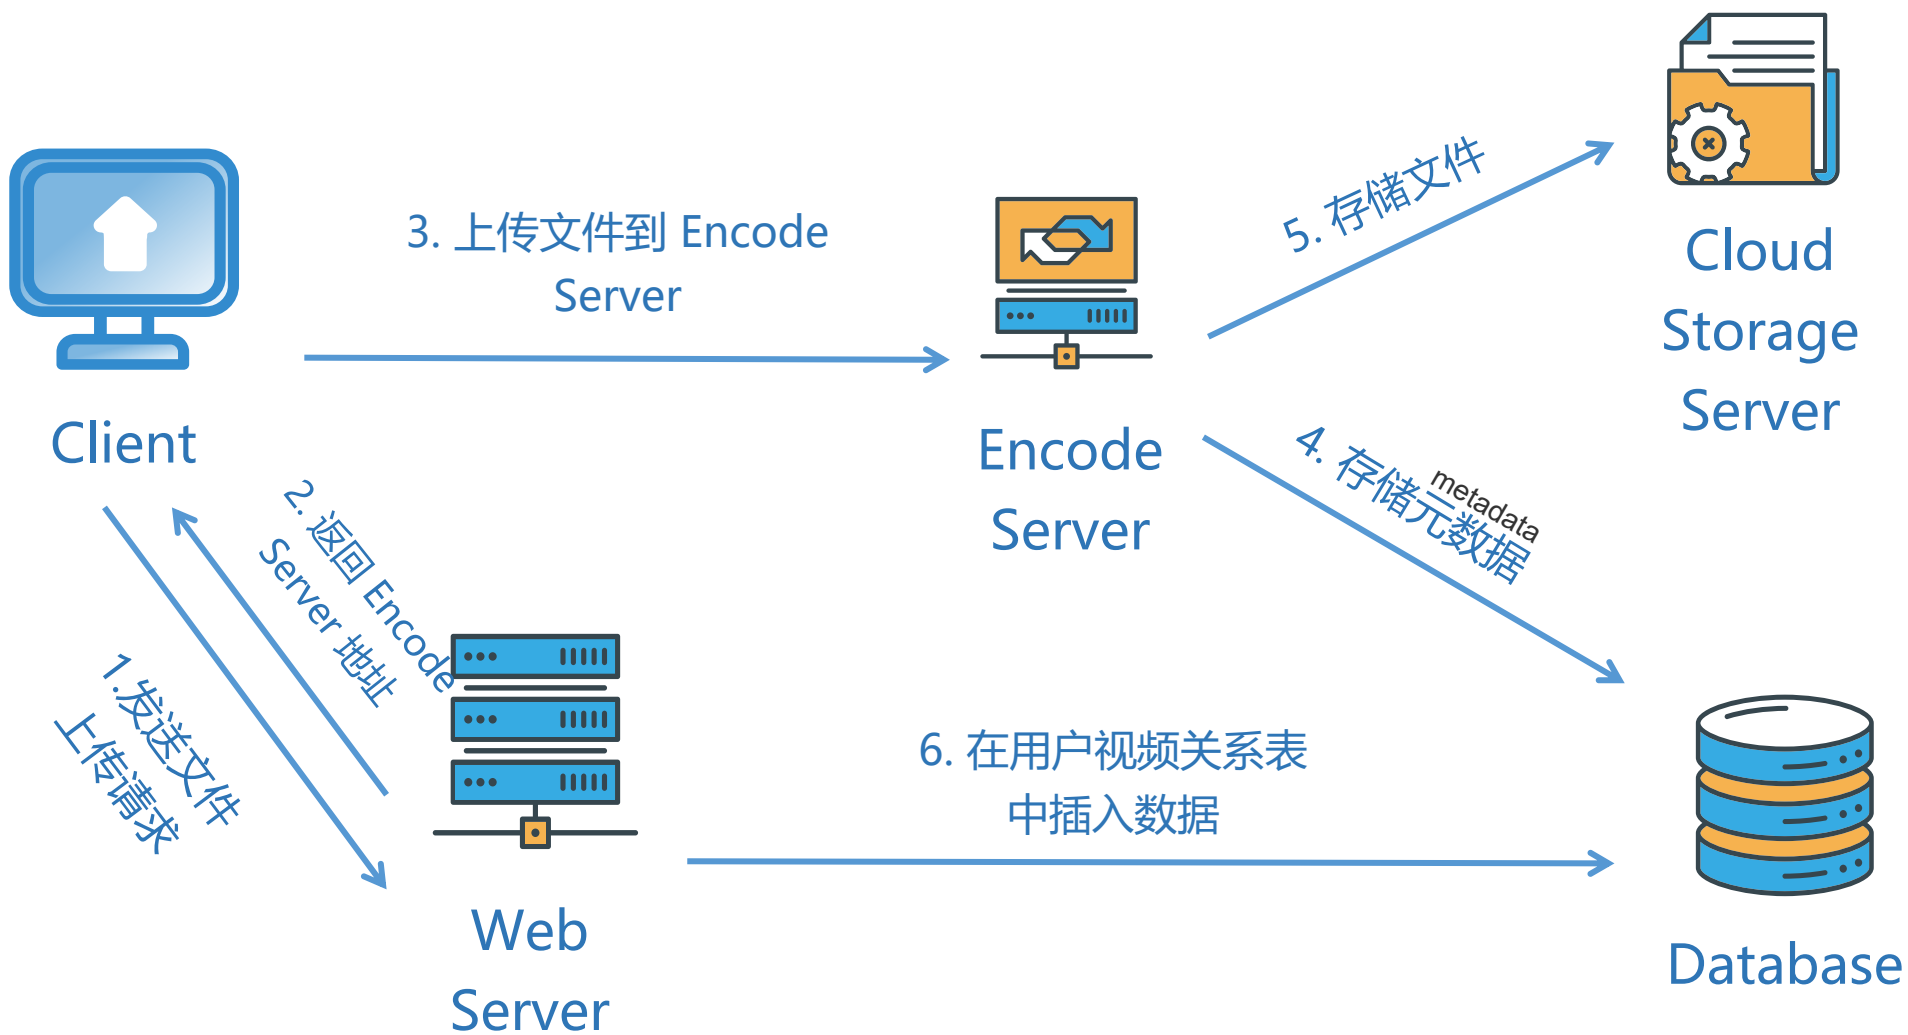 3. 上传文件到 Encode
Server
5. 存储文件
Cloud
Storage
Server
Client
Encode
Server
4. 存储元数据
metadata
2. 返回 Encode
Server 地址
1.发送文件
上传请求
6. 在用户视频关系表
中插入数据
Web
Server
Database